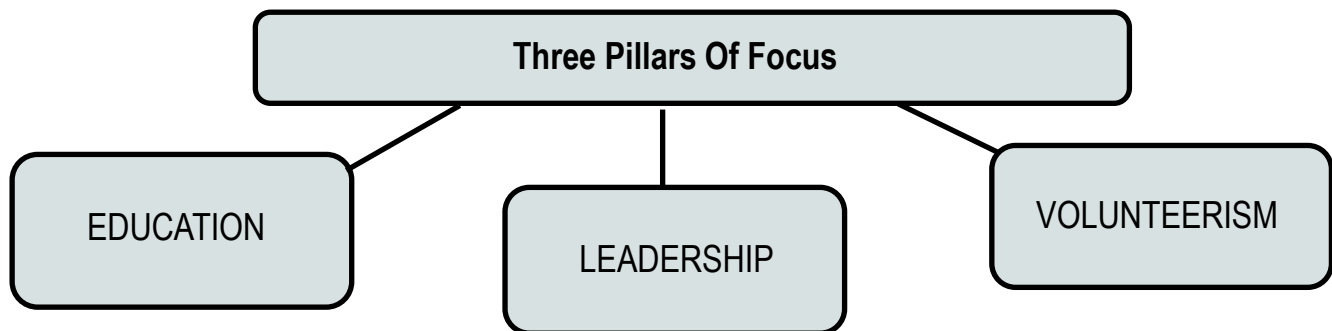 Three Pillars Of Focus
EDUCATION
LEADERSHIP
VOLUNTEERISM